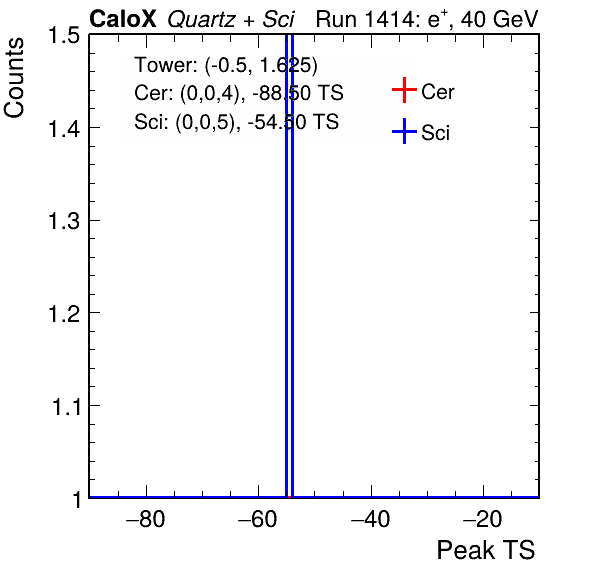 CaloX Quartz + Sci Run 1414: e⁺, 40 GeV
Counts
1.5
1.4
1.3
1.2
1.1
1
Tower: (-0.5, 1.625)
Cer: (0,0,4), -88.50 TS
Sci: (0,0,5), -54.50 TS
Cer
Sci
−80 −60 −40 −20
Peak TS